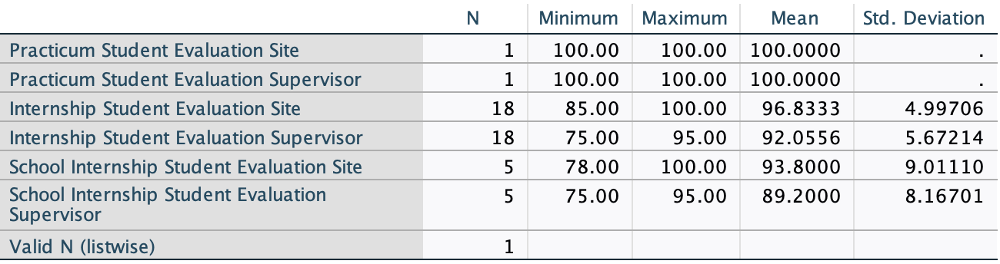 N Minimum Maximum Mean Std. Deviation
Practicum Student Evaluation Site 1 100.00 100.00 100.0000 .
Practicum Student Evaluation Supervisor 1 100.00 100.00 100.0000 .
Internship Student Evaluation Site 18 85.00 100.00 96.8333 4.99706
Internship Student Evaluation Supervisor 18 75.00 95.00 92.0556 5.67214
School Internship Student Evaluation Site 5 78.00 100.00 93.8000 9.01110
School Internship Student Evaluation 5 75.00 95.00 89.2000 8.16701
Supervisor
Valid N (listwise) 1